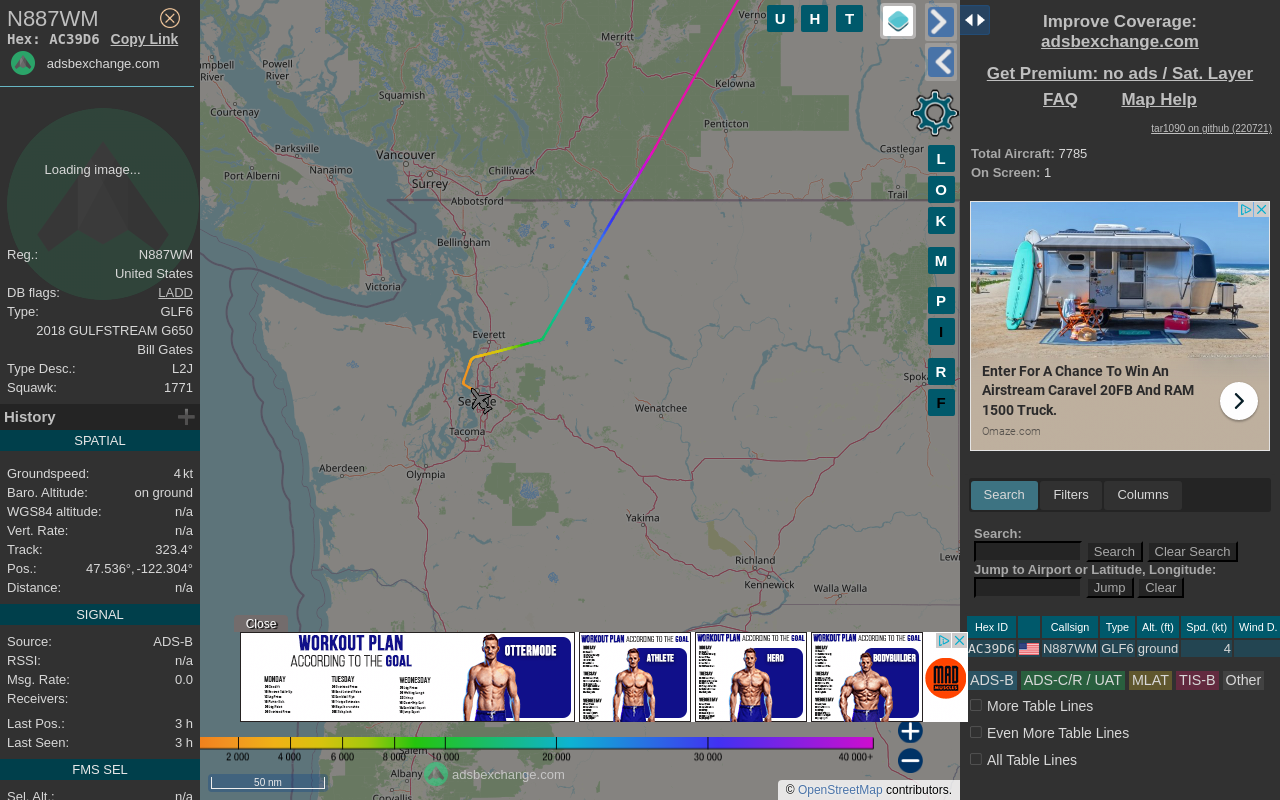 N887WM
Hex: AC39D6 Copy Link
adsbexchange.com
Loading image...
Reg.: N887WM
United States
DB flags: LADD
Type: GLF6
2018 GULFSTREAM G650
Bill Gates
Type Desc.: L2J
Squawk: 1771
History
SPATIAL
Groundspeed: 4 kt
Baro. Altitude: on ground
WGS84 altitude: n/a
Vert. Rate: n/a
Track: 323.4°
Pos.: 47.536°, -122.304°
Distance: n/a
SIGNAL
Source: ADS-B
RSSI: n/a
Msg. Rate: 0.0
Receivers:
Last Pos.: 3 h
Last Seen: 3 h
FMS SEL
Sel. Alt.: n/a
U H T
L
O
K
M
P
I
R
F
Merritt
Kelowna
Powell
River
Campbell
River
Squamish
Courtenay
Penticton
Parksville
Vancouver
Castlegar
Nanaimo
Port Alberni
Surrey
Chilliwack
Trail
Abbotsford
Bellingham
Victoria
Everett
Wenatchee
Tacoma
Aberdeen
Olympia
Yakima
Richland
Kennewick
Walla Walla
Salem
Albany
Corvallis
Close
WORKOUT PLAN
ACCORDING TO THE GOAL
MONDAY TUESDAY WEDNESDAY
OTTERMODE
WORKOUT PLAN ACCORDING TO THE GOAL
ATHLETE
WORKOUT PLAN ACCORDING TO THE GOAL
HERO
WORKOUT PLAN ACCORDING TO THE GOAL
BODYBUILDER
MAD
MUSCLES
2 000 4 000 6 000 8 000 10 000 20 000 30 000 40 000+
adsbexchange.com
50 nm
© OpenStreetMap contributors.
Improve Coverage:
adsbexchange.com
Get Premium: no ads / Sat. Layer
FAQ Map Help
tar1090 on github (220721)
Total Aircraft: 7785
On Screen: 1
Enter For A Chance To Win An
Airstream Caravel 20FB And RAM
1500 Truck.
Omaze.com
Search Filters Columns
Search:
Search Clear Search
Jump to Airport or Latitude, Longitude:
Jump Clear
Hex ID Callsign Type Alt. (ft) Spd. (kt) Wind D.
AC39D6 N887WM GLF6 ground 4
ADS-B ADS-C/R / UAT MLAT TIS-B Other
More Table Lines
Even More Table Lines
All Table Lines